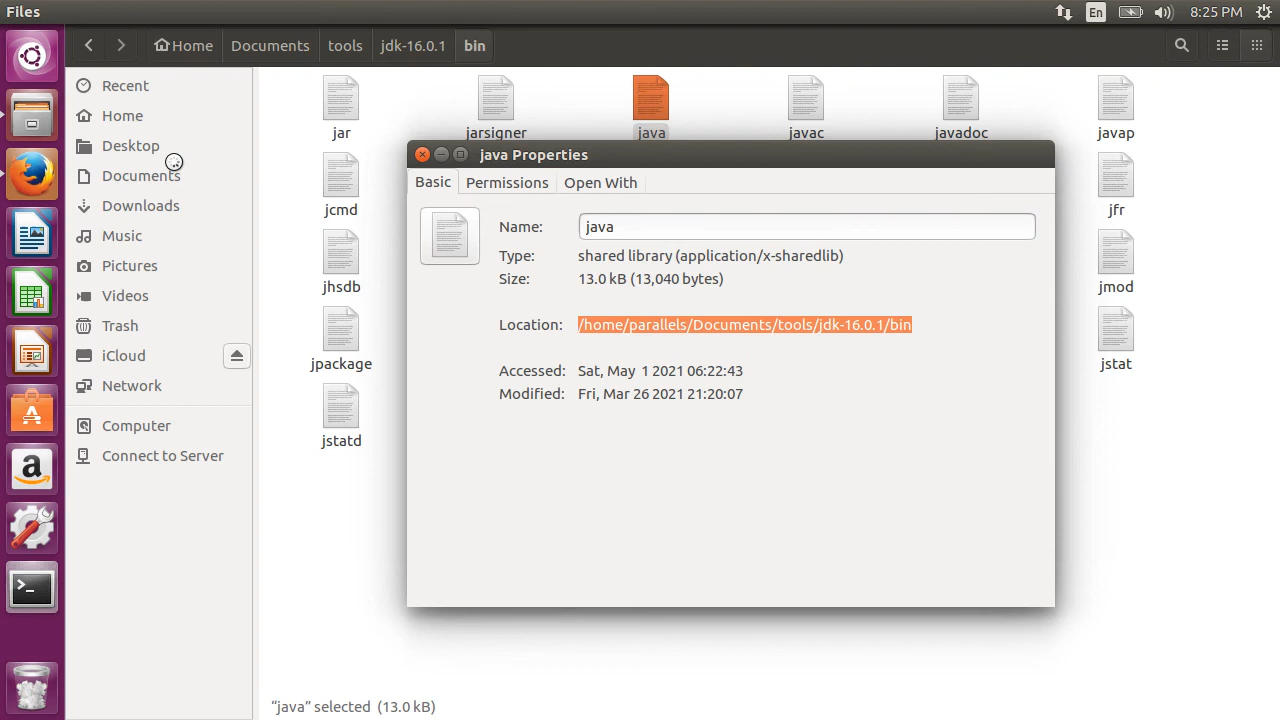 Files
En
8:25 PM
Home
Documents
tools
jdk-16.0.1
bin
Recent
Home
Desktop
Documents
Downloads
Music
Pictures
Videos
Trash
iCloud
Network
Computer
Connect to Server
jar
jarsigner
java
javac
javadoc
javap
jcmd
jfr
jhsdb
jmod
jpackage
jstat
jstatd
java Properties
Basic
Permissions
Open With
Name:
java
Type:
shared library (application/x-sharedlib)
Size:
13.0 kB (13,040 bytes)
Location:
/home/parallels/Documents/tools/jdk-16.0.1/bin
Accessed:
Sat, May 1 2021 06:22:43
Modified:
Fri, Mar 26 2021 21:20:07
“java” selected (13.0 kB)